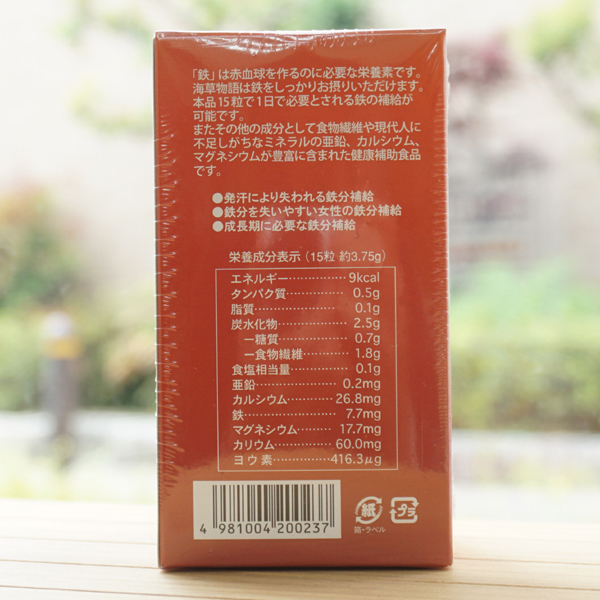 「鉄」は赤血球を作るのに必要な栄養素です。
海草物語は鉄をしっかりお摂りいただけます。
本品15粒で1日で必要とされる鉄の補給が
可能です。
またその他の成分として食物繊維や現代人に
不足しがちなミネラルの亜鉛、カルシウム、
マグネシウムが豊富に含まれた健康補助食品
です。
●発汗により失われる鉄分補給
●鉄分を失いやすい女性の鉄分補給
●成長期に必要な鉄分補給
栄養成分表示（15粒 約3.75g）
エネルギー……………9kcal
タンパク質……………0.5g
脂質……………………0.1g
炭水化物………………2.5g
ー糖質…………………0.7g
ー食物繊維……………1.8g
食塩相当量……………0.1g
亜鉛……………………0.2mg
カルシウム……………26.8mg
鉄………………………7.7mg
マグネシウム…………17.7mg
カリウム………………60.0mg
ヨウ素…………………416.3μg
4 981004 200237
紙
箱・ラベル
プラ